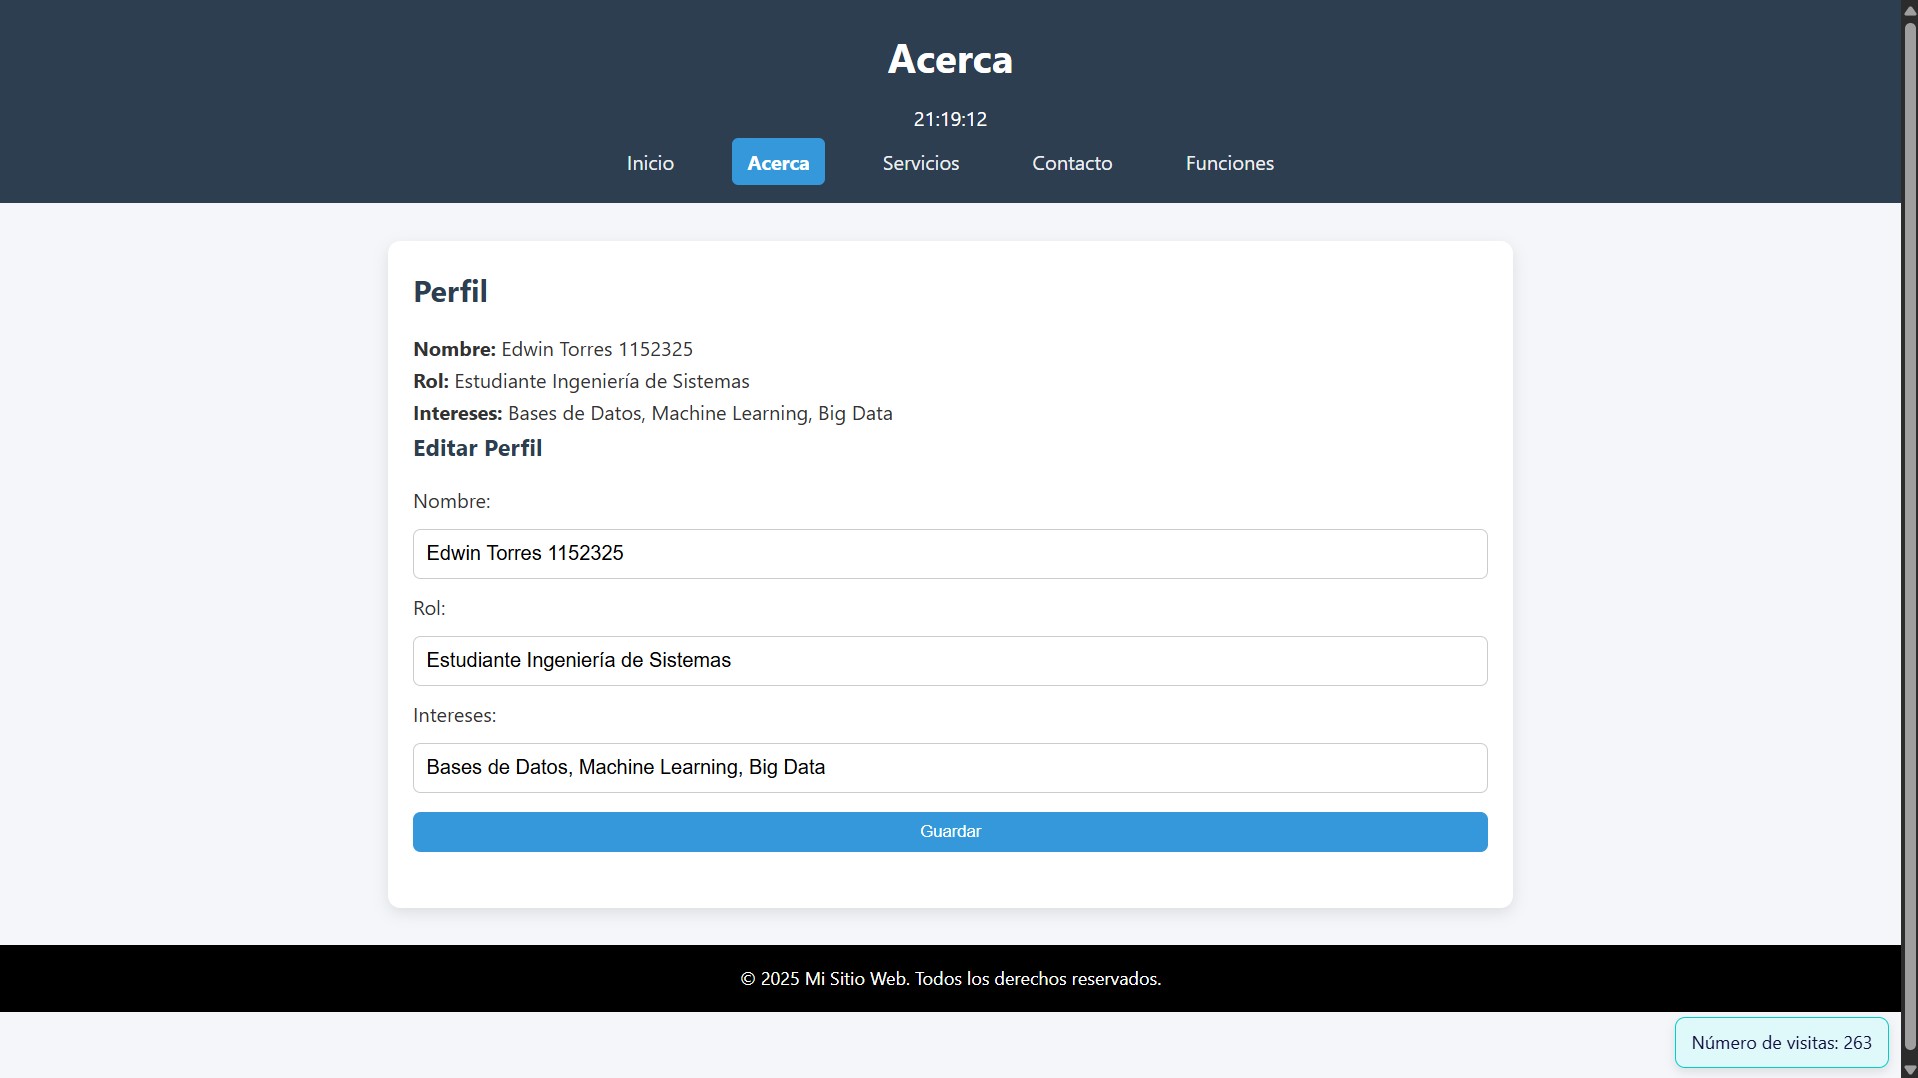 Acerca
21:19:12
Inicio Acerca Servicios Contacto Funciones
Perfil
Nombre: Edwin Torres 1152325
Rol: Estudiante Ingeniería de Sistemas
Intereses: Bases de Datos, Machine Learning, Big Data
Editar Perfil
Nombre:
Edwin Torres 1152325
Rol:
Estudiante Ingeniería de Sistemas
Intereses:
Bases de Datos, Machine Learning, Big Data
Guardar
© 2025 Mi Sitio Web. Todos los derechos reservados.
Número de visitas: 263